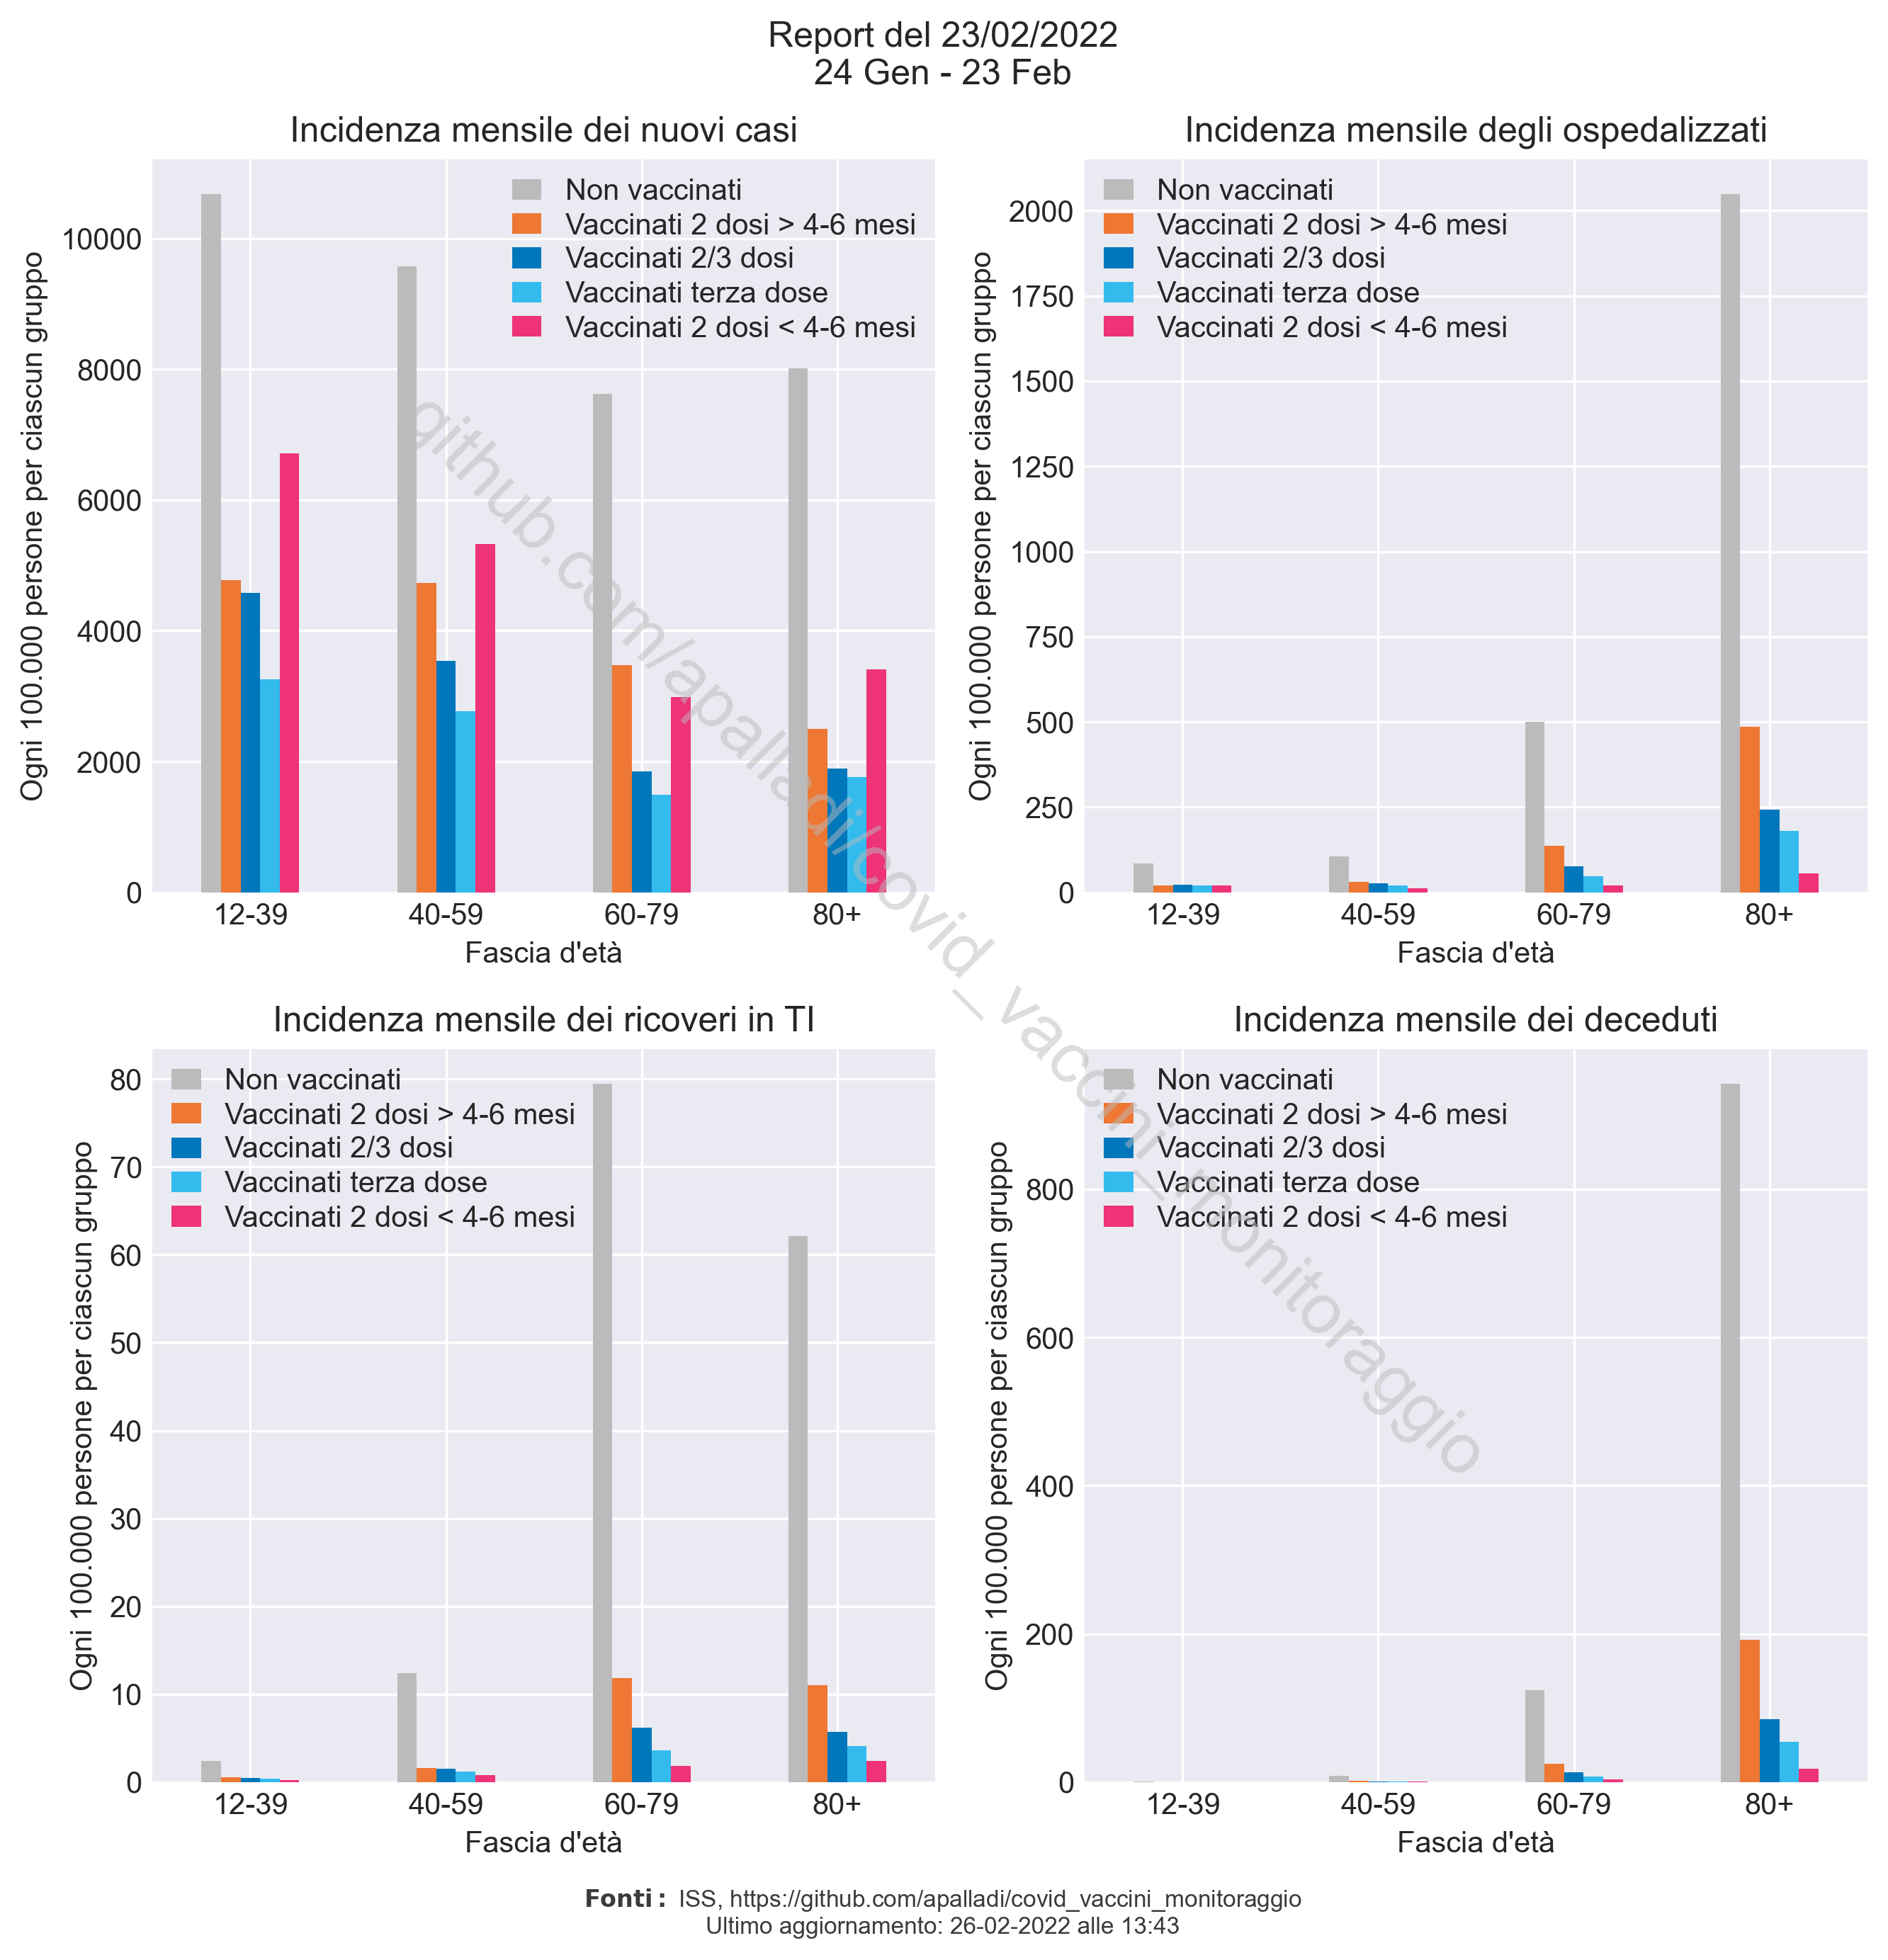 Report del 23/02/2022
24 Gen - 23 Feb
Incidenza mensile dei nuovi casi
Ogni 100.000 persone per ciascun gruppo
10000
8000
6000
4000
2000
0
Non vaccinati
Vaccinati 2 dosi > 4-6 mesi
Vaccinati 2/3 dosi
Vaccinati terza dose
Vaccinati 2 dosi < 4-6 mesi
12-39 40-59 60-79 80+
Fascia d'età
Incidenza mensile degli ospedalizzati
Ogni 100.000 persone per ciascun gruppo
2000
1750
1500
1250
1000
750
500
250
0
Non vaccinati
Vaccinati 2 dosi > 4-6 mesi
Vaccinati 2/3 dosi
Vaccinati terza dose
Vaccinati 2 dosi < 4-6 mesi
12-39 40-59 60-79 80+
Fascia d'età
Incidenza mensile dei ricoveri in TI
Ogni 100.000 persone per ciascun gruppo
80
70
60
50
40
30
20
10
0
Non vaccinati
Vaccinati 2 dosi > 4-6 mesi
Vaccinati 2/3 dosi
Vaccinati terza dose
Vaccinati 2 dosi < 4-6 mesi
12-39 40-59 60-79 80+
Fascia d'età
Incidenza mensile dei deceduti
Ogni 100.000 persone per ciascun gruppo
800
600
400
200
0
Non vaccinati
Vaccinati 2 dosi > 4-6 mesi
Vaccinati 2/3 dosi
Vaccinati terza dose
Vaccinati 2 dosi < 4-6 mesi
12-39 40-59 60-79 80+
Fascia d'età
github.com/apalladi/covid_vaccini_monitoraggio
Fonti: ISS, https://github.com/apalladi/covid_vaccini_monitoraggio
Ultimo aggiornamento: 26-02-2022 alle 13:43